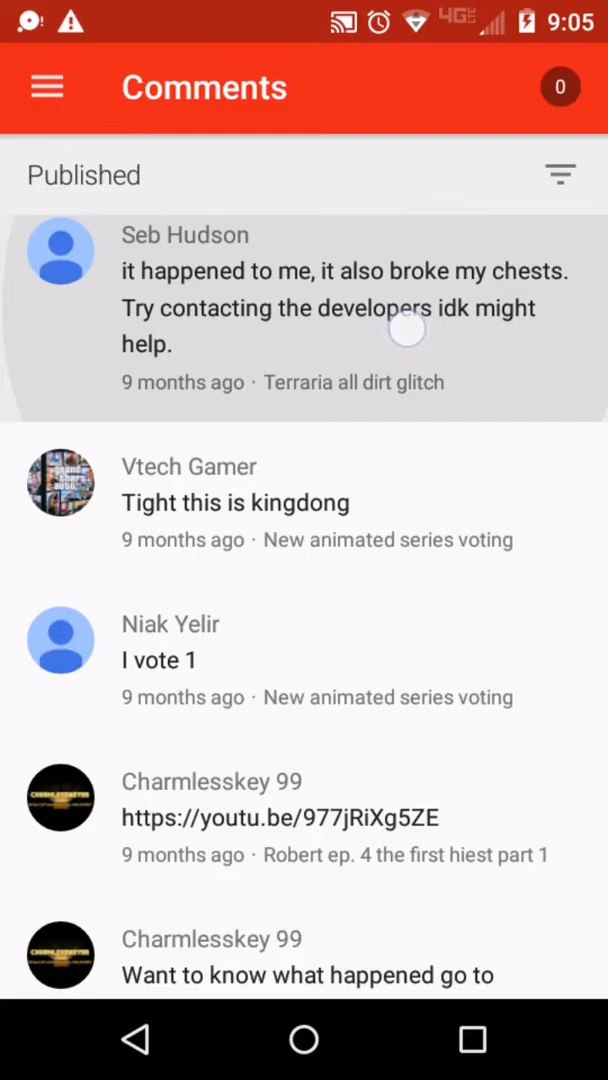 4G LTE 9:05
Comments 0
Published
Seb Hudson
it happened to me, it also broke my chests.
Try contacting the developers idk might
help.
9 months ago · Terraria all dirt glitch
Vtech Gamer
Tight this is kingdong
9 months ago · New animated series voting
Niak Yelir
I vote 1
9 months ago · New animated series voting
Charmlesskey 99
https://youtu.be/977jRiXg5ZE
9 months ago · Robert ep. 4 the first hiest part 1
Charmlesskey 99
Want to know what happened go to